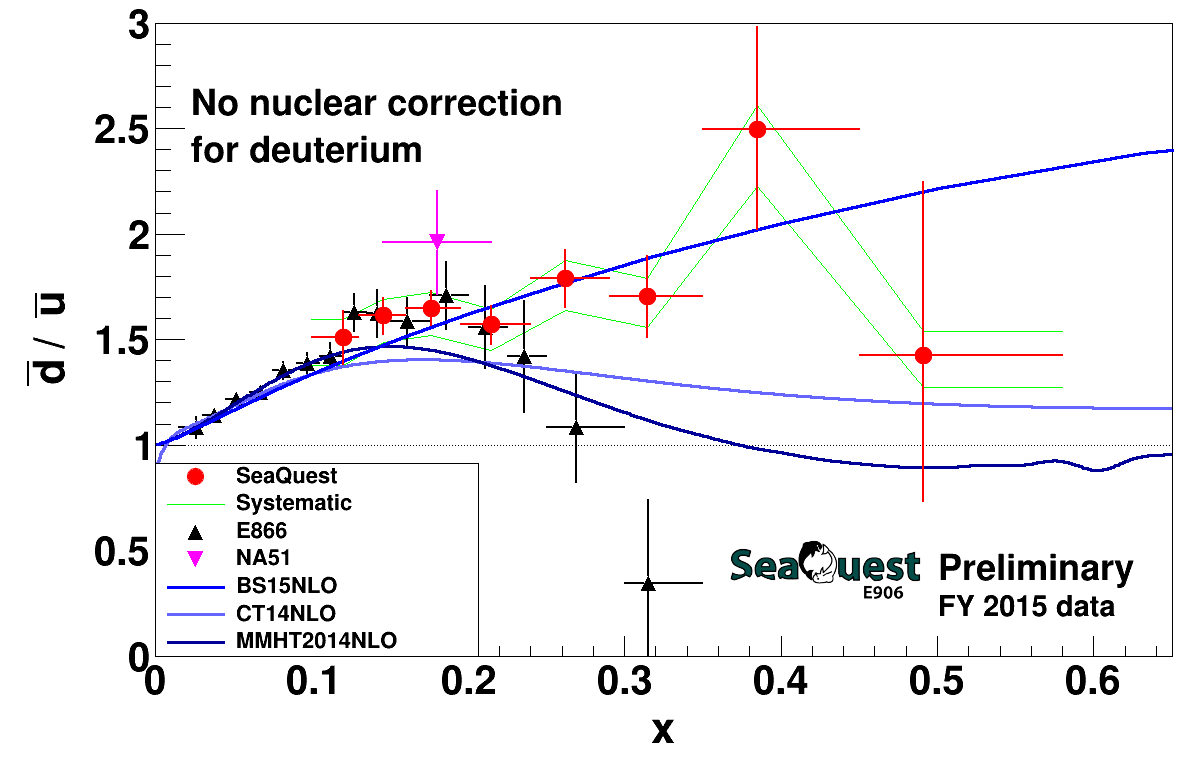 3
2.5
2
1.5
1
0.5
0
No nuclear correction
for deuterium
d / u
SeaQuest
Systematic
E866
NA51
BS15NLO
CT14NLO
MMHT2014NLO
SeaQuest
E906
Preliminary
FY 2015 data
0 0.1 0.2 0.3 0.4 0.5 0.6
x